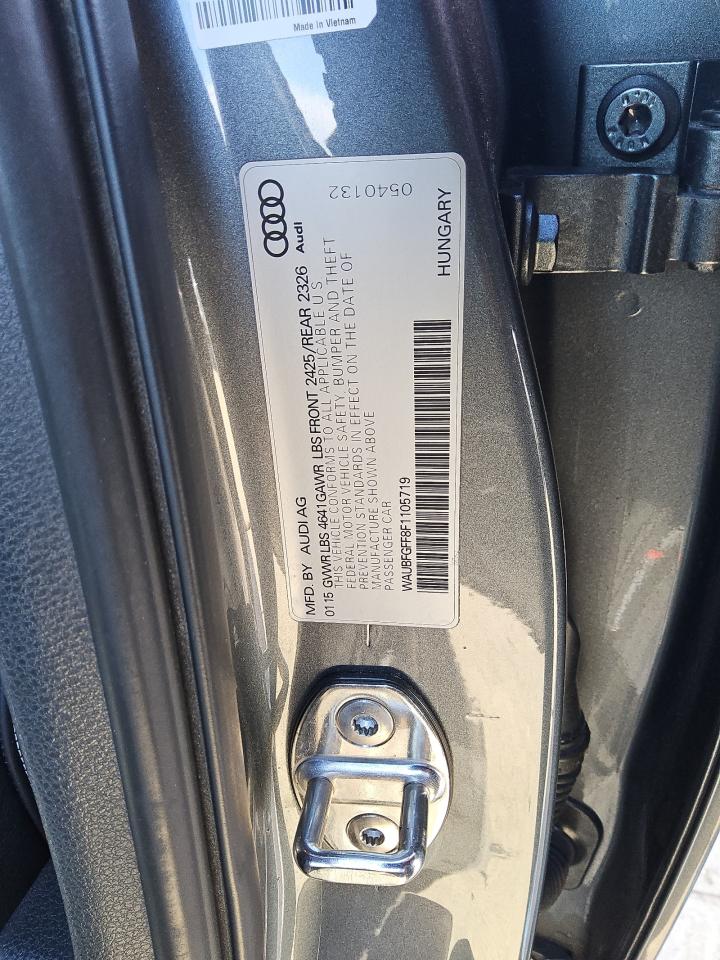 Made in Vietnam
Audi
0540132
MFD. BY AUDI AG
0115 GVWR LBS 4641 GAWR LBS FRONT 2425/REAR 2326
THIS VEHICLE CONFORMS TO ALL APPLICABLE U S
FEDERAL MOTOR VEHICLE SAFETY, BUMPER AND THEFT
PREVENTION STANDARDS IN EFFECT ON THE DATE OF
MANUFACTURE SHOWN ABOVE
PASSENGER CAR
HUNGARY
WAUBFGFF8F1105719